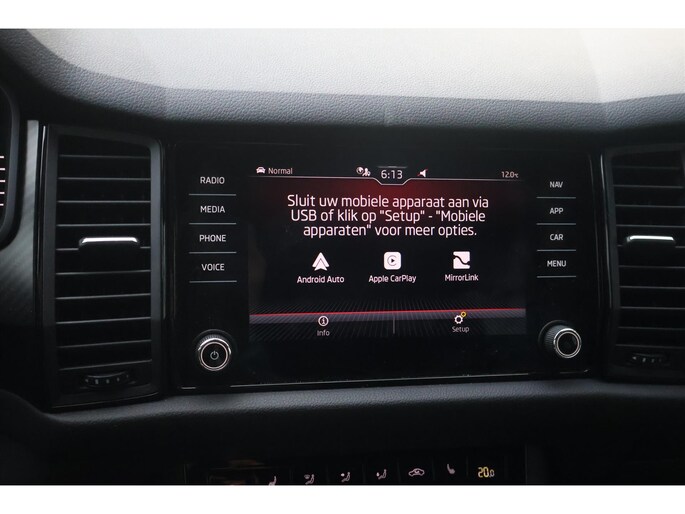 Normal
6:13
12.0°C
RADIO
MEDIA
PHONE
VOICE
Sluit uw mobiele apparaat aan via
USB of klik op "Setup" - "Mobiele
apparaten" voor meer opties.
Android Auto
Apple CarPlay
MirrorLink
Info
Setup
NAV
APP
CAR
MENU
20.0